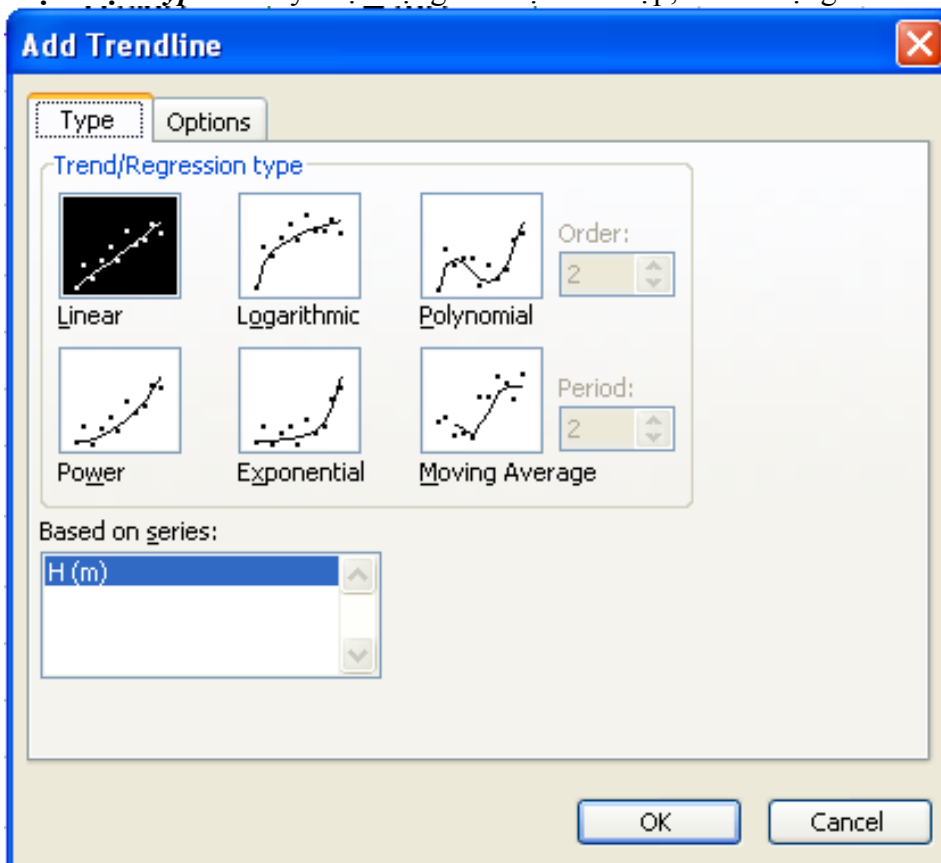 Add Trendline
Type Options
Trend/Regression type
Order:
2
Linear Logarithmic Polynomial
Period:
2
Power Exponential Moving Average
Based on series:
H (m)
OK Cancel